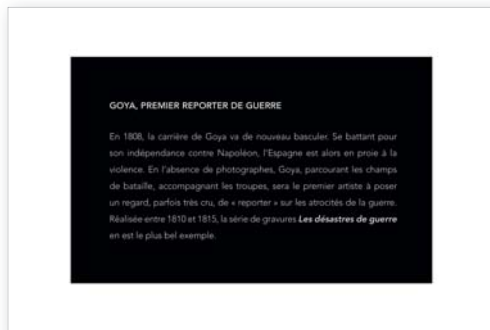 GOYA, PREMIER REPORTER DE GUERRE
En 1808, la carrière de Goya va de nouveau basculer. Se battant pour
son indépendance contre Napoléon, l'Espagne est alors en proie à la
violence. En l'absence de photographes, Goya, parcourant les champs
de bataille, accompagnant les troupes, sera le premier artiste à poser
un regard, parfois très cru, de « reporter » sur les atrocités de la guerre.
Réalisée entre 1810 et 1815, la série de gravures Les désastres de guerre
en est le plus bel exemple.